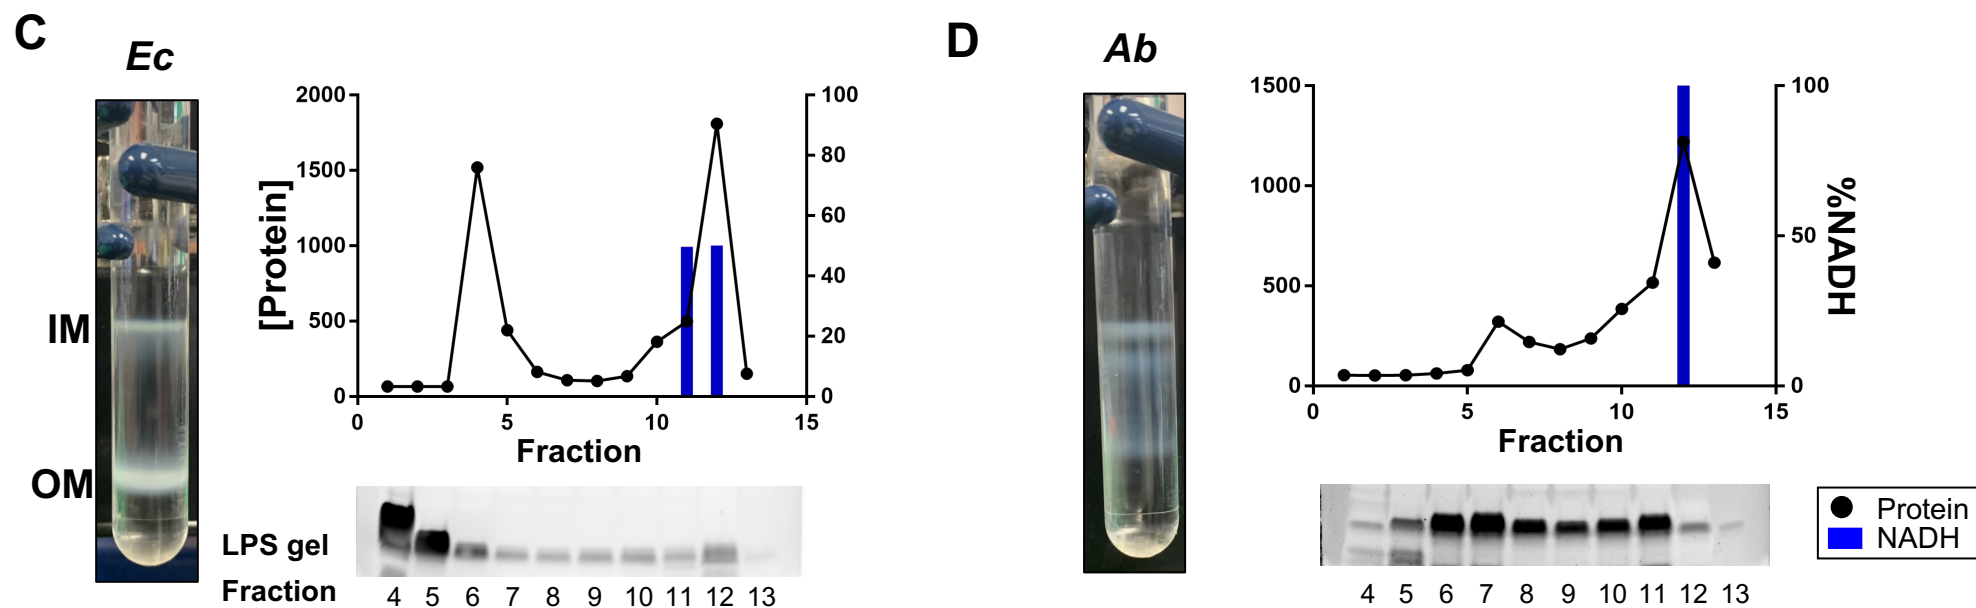 C
Ec
IM
OM
[Protein]
2000
1500
1000
500
0
100
80
60
40
20
0
0 5 10 15
Fraction
LPS gel
Fraction 4 5 6 7 8 9 10 11 12 13
D
Ab
1500
1000
500
0
100
50
0
%NADH
0 5 10 15
Fraction
4 5 6 7 8 9 10 11 12 13
Protein
NADH